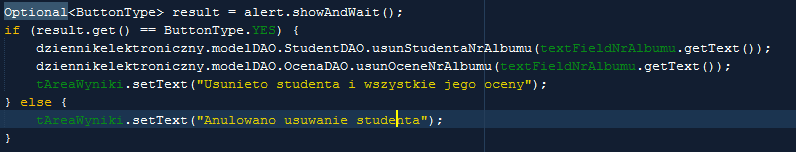 Optional<ButtonType> result = alert.showAndWait();
if (result.get() == ButtonType.YES) {
dziennikelektroniczny.modelDAO.StudentDAO.usunStudentaNrAlbumu(textFieldNrAlbumu.getText());
dziennikelektroniczny.modelDAO.OcenaDAO.usunOceneNrAlbumu(textFieldNrAlbumu.getText());
tAreaWyniki.setText("Usunieto studenta i wszystkie jego oceny");
} else {
tAreaWyniki.setText("Anulowano usuwanie studenta");
}